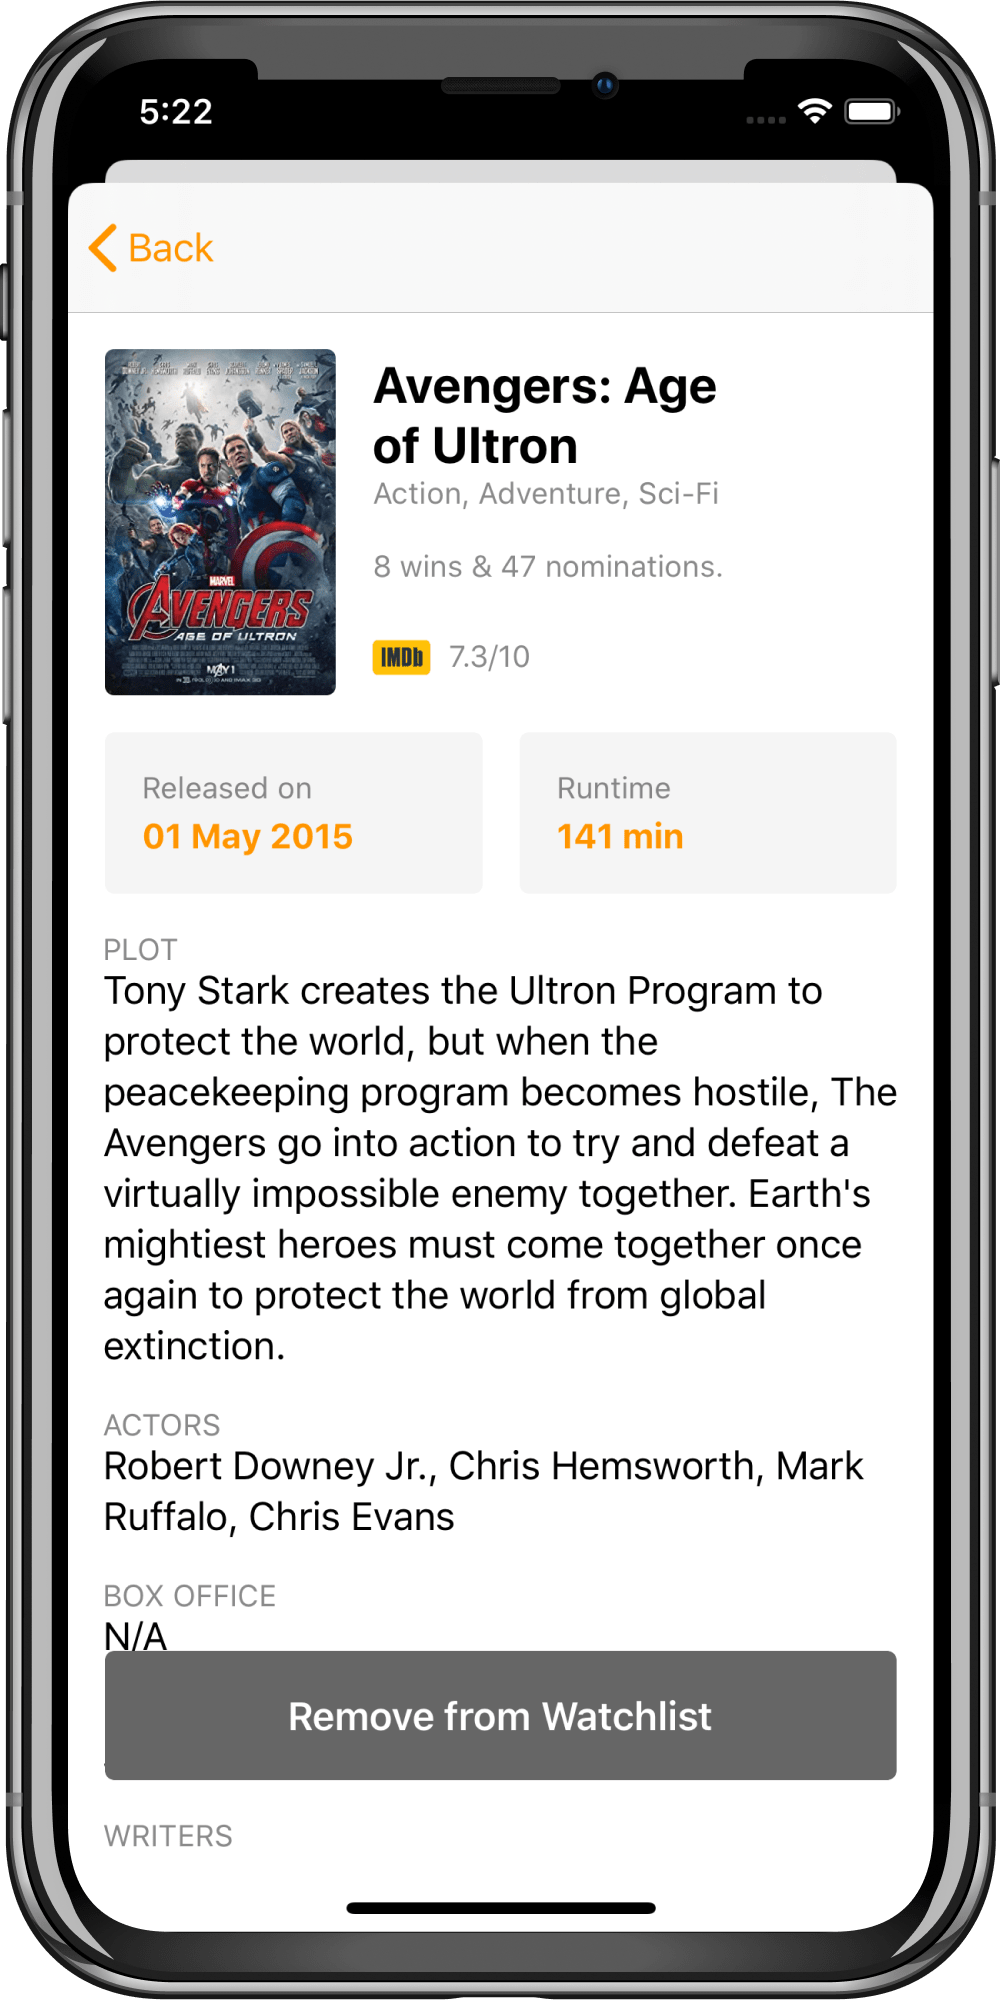 5:22
Back
Avengers: Age
of Ultron
Action, Adventure, Sci-Fi
8 wins & 47 nominations.
IMDb 7.3/10
MARVEL
AVENGERS
AGE OF ULTRON
MAY 1
Released on
01 May 2015
Runtime
141 min
PLOT
Tony Stark creates the Ultron Program to
protect the world, but when the
peacekeeping program becomes hostile, The
Avengers go into action to try and defeat a
virtually impossible enemy together. Earth's
mightiest heroes must come together once
again to protect the world from global
extinction.
ACTORS
Robert Downey Jr., Chris Hemsworth, Mark
Ruffalo, Chris Evans
BOX OFFICE
N/A
Remove from Watchlist
WRITERS